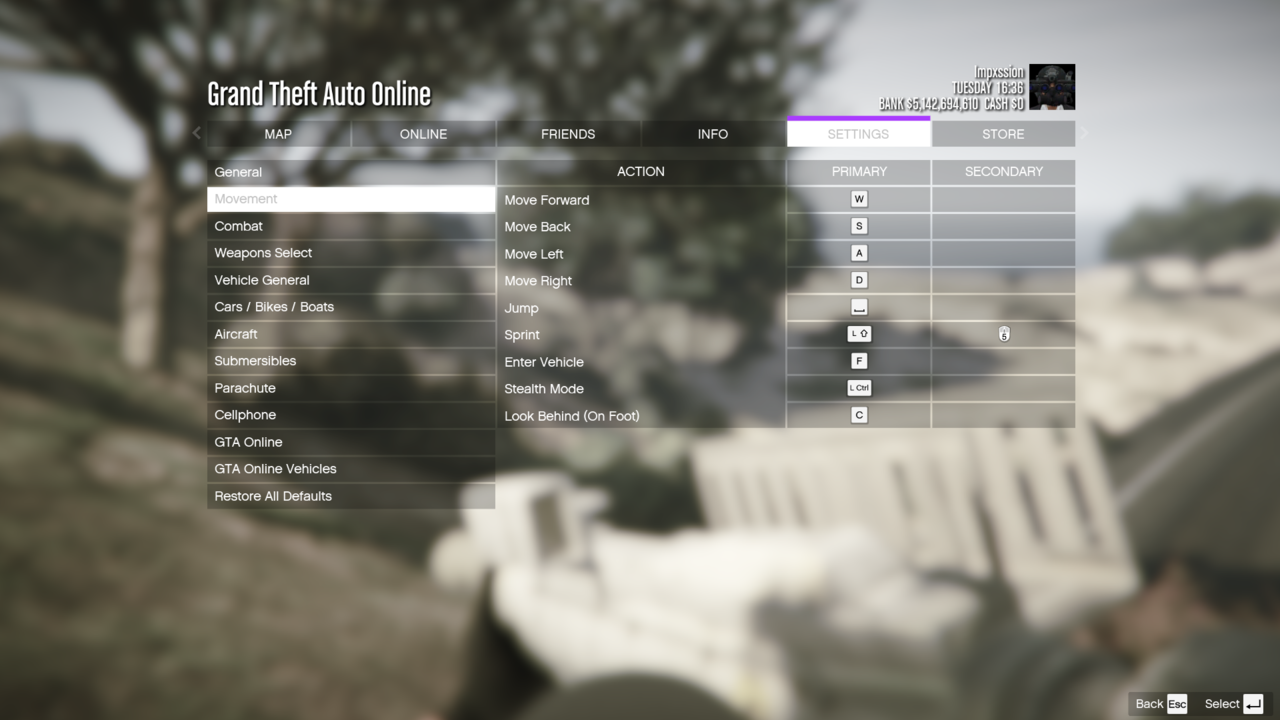 Grand Theft Auto Online
Impxssion
TUESDAY 16:36
BANK $5,142,694,610 CASH $0
MAP ONLINE FRIENDS INFO SETTINGS STORE
General ACTION PRIMARY SECONDARY
Movement Move Forward W
Combat Move Back S
Weapons Select Move Left A
Vehicle General Move Right D
Cars / Bikes / Boats Jump
Aircraft Sprint L 5
Submersibles Enter Vehicle F
Parachute Stealth Mode L Ctrl
Cellphone Look Behind (On Foot) C
GTA Online
GTA Online Vehicles
Restore All Defaults
Back Esc Select